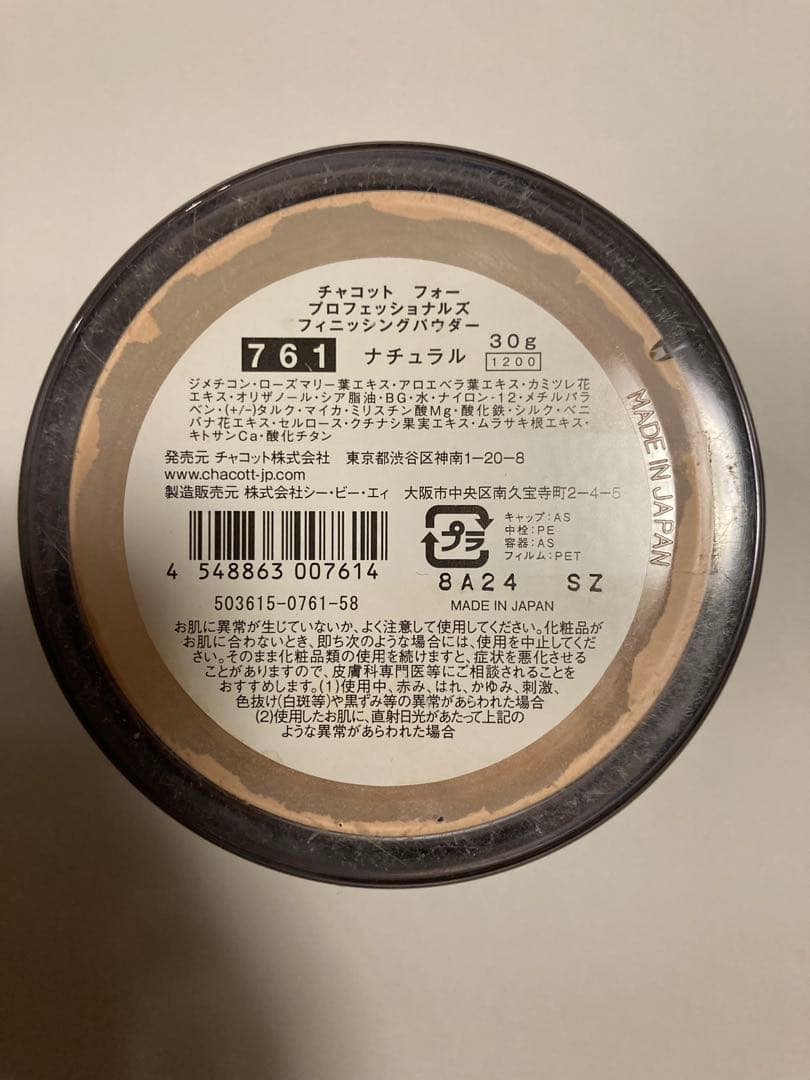 チャコット フォー
プロフェッショナルズ
フィニッシングパウダー
761 ナチュラル 30g
1200
ジメチコン・ローズマリー葉エキス・アロエベラ葉エキス・カミツレ花
エキス・オリザノール・シア脂油・BG・水・ナイロン-12・メチルパラ
ベン・(+/-)タルク・マイカ・ミリスチン酸Mg・酸化鉄・シルク・ベニ
バナ花エキス・セルロース・クチナシ果実エキス・ムラサキ根エキス・
キトサンCa・酸化チタン
発売元 チャコット株式会社 東京都渋谷区神南1-20-8
www.chacott-jp.com
製造販売元 株式会社シー・ビー・エィ 大阪市中央区南久宝寺町2-4-5
プラ
キャップ:AS
中栓:PE
容器:AS
フィルム:PET
4 548863 007614
8A24 SZ
503615-0761-58
MADE IN JAPAN
お肌に異常が生じていないか、よく注意して使用してください。化粧品が
お肌に合わないとき、即ち次のような場合には、使用を中止してくだ
さい。そのまま化粧品類の使用を続けますと、症状を悪化させる
ことがありますので、皮膚科専門医等にご相談されることを
おすすめします。(1)使用中、赤み、はれ、かゆみ、刺激、
色抜け(白斑等)や黒ずみ等の異常があらわれた場合
(2)使用したお肌に、直射日光があたって上記の
ような異常があらわれた場合
MADE IN JAPAN